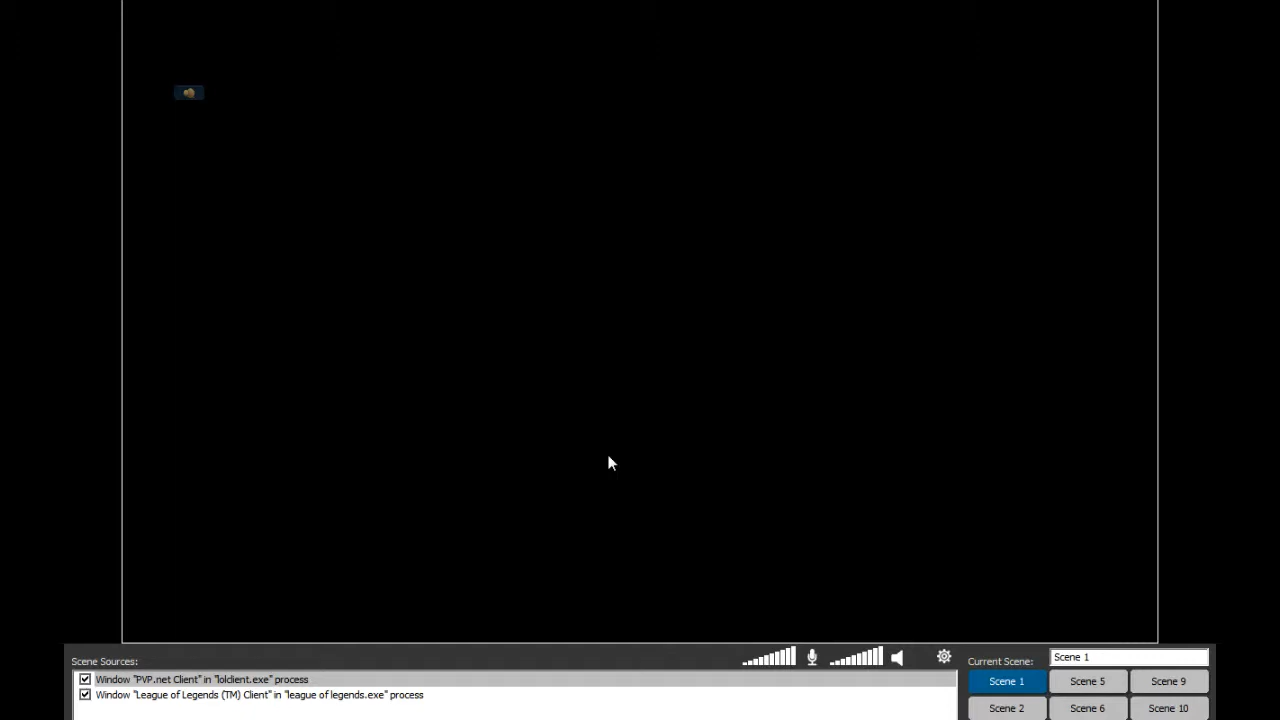 Scene Sources:
Current Scene:
Scene 1
Window "PVP.net Client" in "lolclient.exe" process
Window "League of Legends (TM) Client" in "league of legends.exe" process
Scene 1
Scene 5
Scene 9
Scene 2
Scene 6
Scene 10